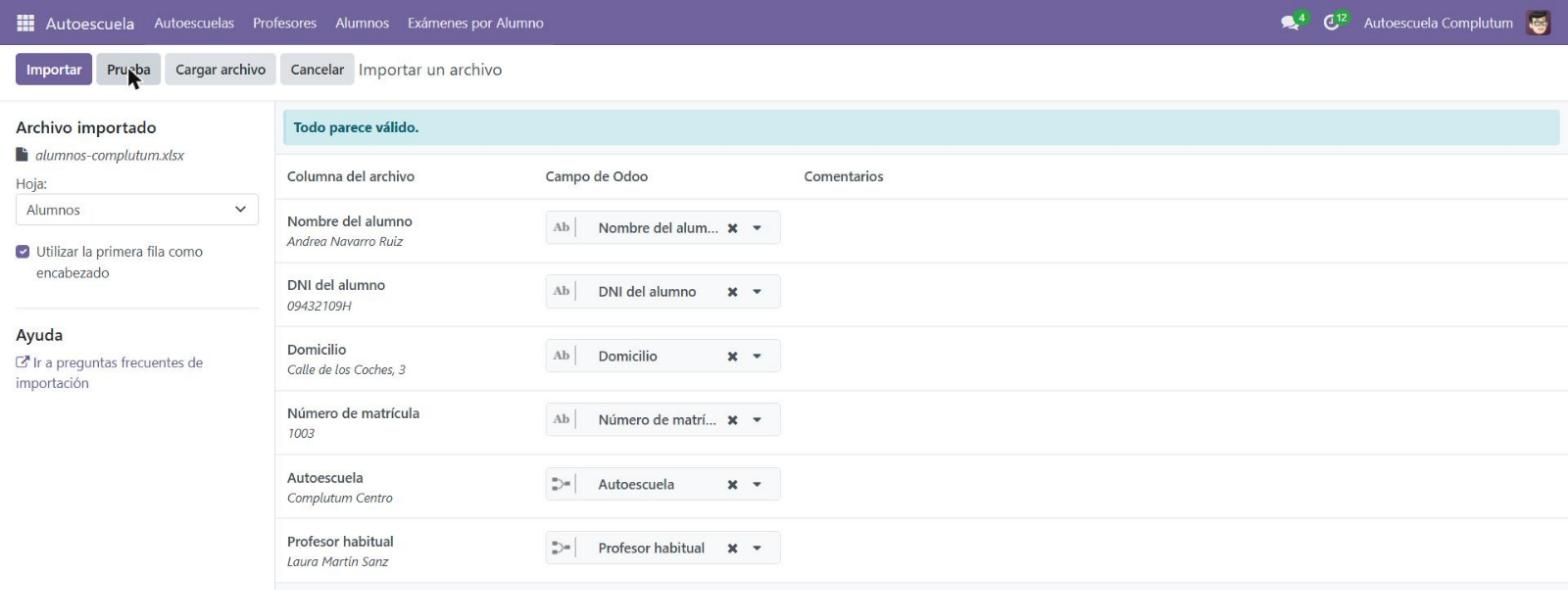 Autoescuela Autoescuelas Profesores Alumnos Exámenes por Alumno 4 12 Autoescuela Complutum
Importar Prueba Cargar archivo Cancelar Importar un archivo
Archivo importado
alumnos-complutum.xlsx
Hoja:
Alumnos
Utilizar la primera fila como
encabezado
Ayuda
Ir a preguntas frecuentes de
importación
Todo parece válido.
Columna del archivo Campo de Odoo Comentarios
Nombre del alumno
Andrea Navarro Ruiz
Ab Nombre del alum...
DNI del alumno
09432109H
Ab DNI del alumno
Domicilio
Calle de los Coches, 3
Ab Domicilio
Número de matrícula
1003
Ab Número de matrí...
Autoescuela
Complutum Centro
Autoescuela
Profesor habitual
Laura Martín Sanz
Profesor habitual